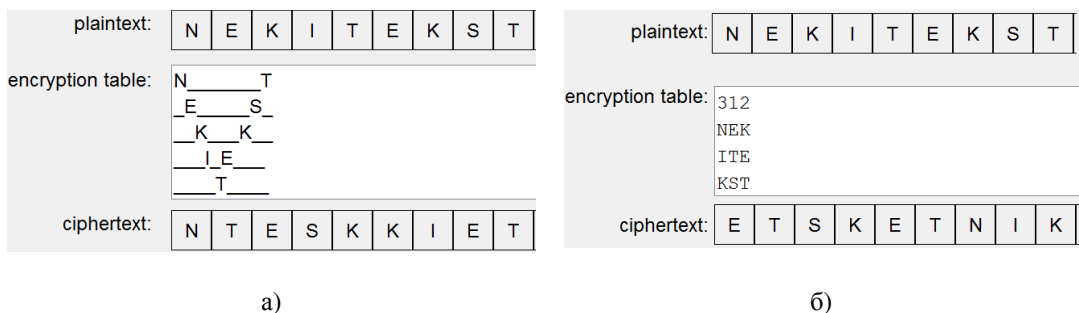 plaintext: N E K I T E K S T
encryption table: N_______T
_E_____S_
__K___K__
___I_E___
____T____
ciphertext: N T E S K K I E T
а)
plaintext: N E K I T E K S T
encryption table: 312
NEK
ITE
KST
ciphertext: E T S K E T N I K
б)